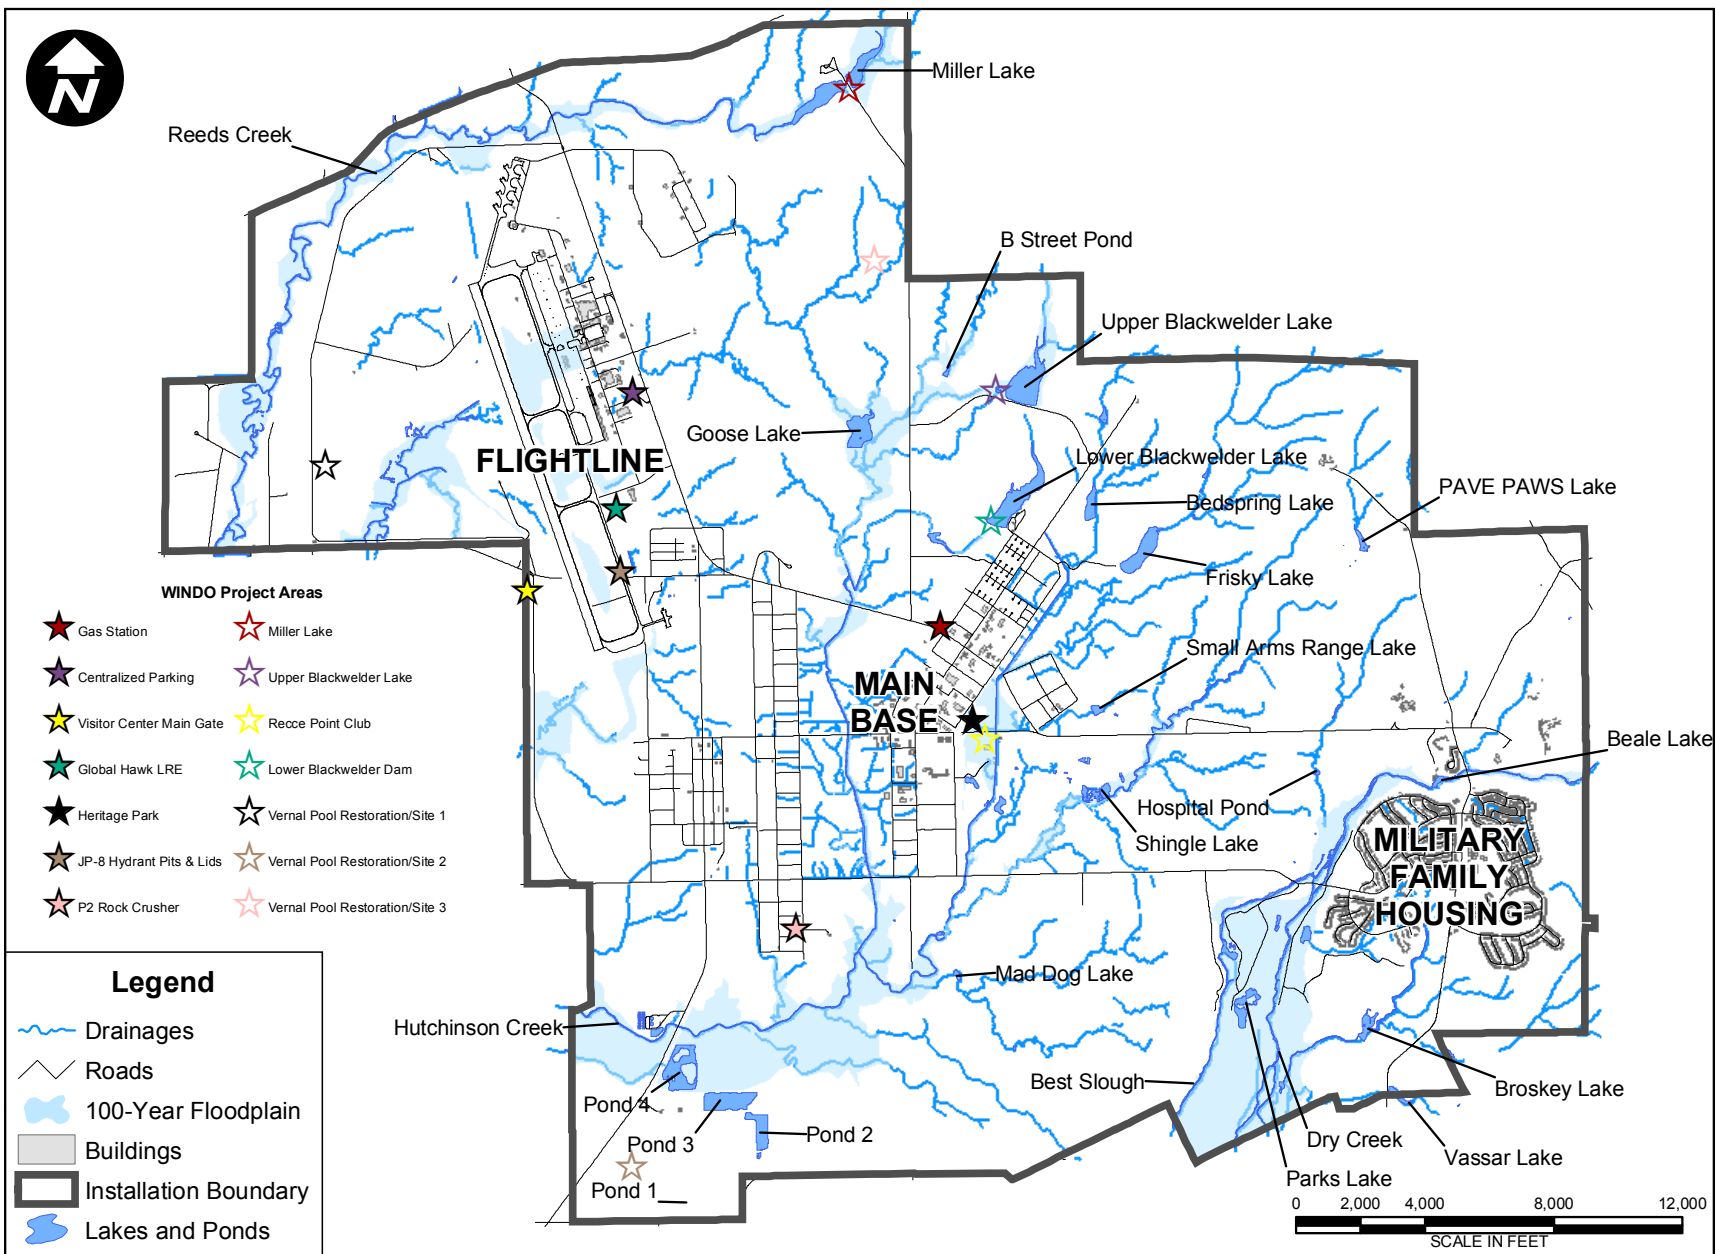 N
Miller Lake
Reeds Creek
B Street Pond
Upper Blackwelder Lake
Goose Lake
FLIGHTLINE
Lower Blackwelder Lake
Bedspring Lake
PAVE PAWS Lake
Frisky Lake
Small Arms Range Lake
MAIN
BASE
Beale Lake
Hospital Pond
Shingle Lake
MILITARY
FAMILY
HOUSING
Mad Dog Lake
Hutchinson Creek
Best Slough
Broskey Lake
Pond 4
Pond 3
Pond 2
Dry Creek
Vassar Lake
Parks Lake
Pond 1
WINDO Project Areas
Gas Station
Miller Lake
Centralized Parking
Upper Blackwelder Lake
Visitor Center Main Gate
Recce Point Club
Global Hawk LRE
Lower Blackwelder Dam
Heritage Park
Vernal Pool Restoration/Site 1
JP-8 Hydrant Pits & Lids
Vernal Pool Restoration/Site 2
P2 Rock Crusher
Vernal Pool Restoration/Site 3
Legend
Drainages
Roads
100-Year Floodplain
Buildings
Installation Boundary
Lakes and Ponds
0 2,000 4,000 8,000 12,000
SCALE IN FEET